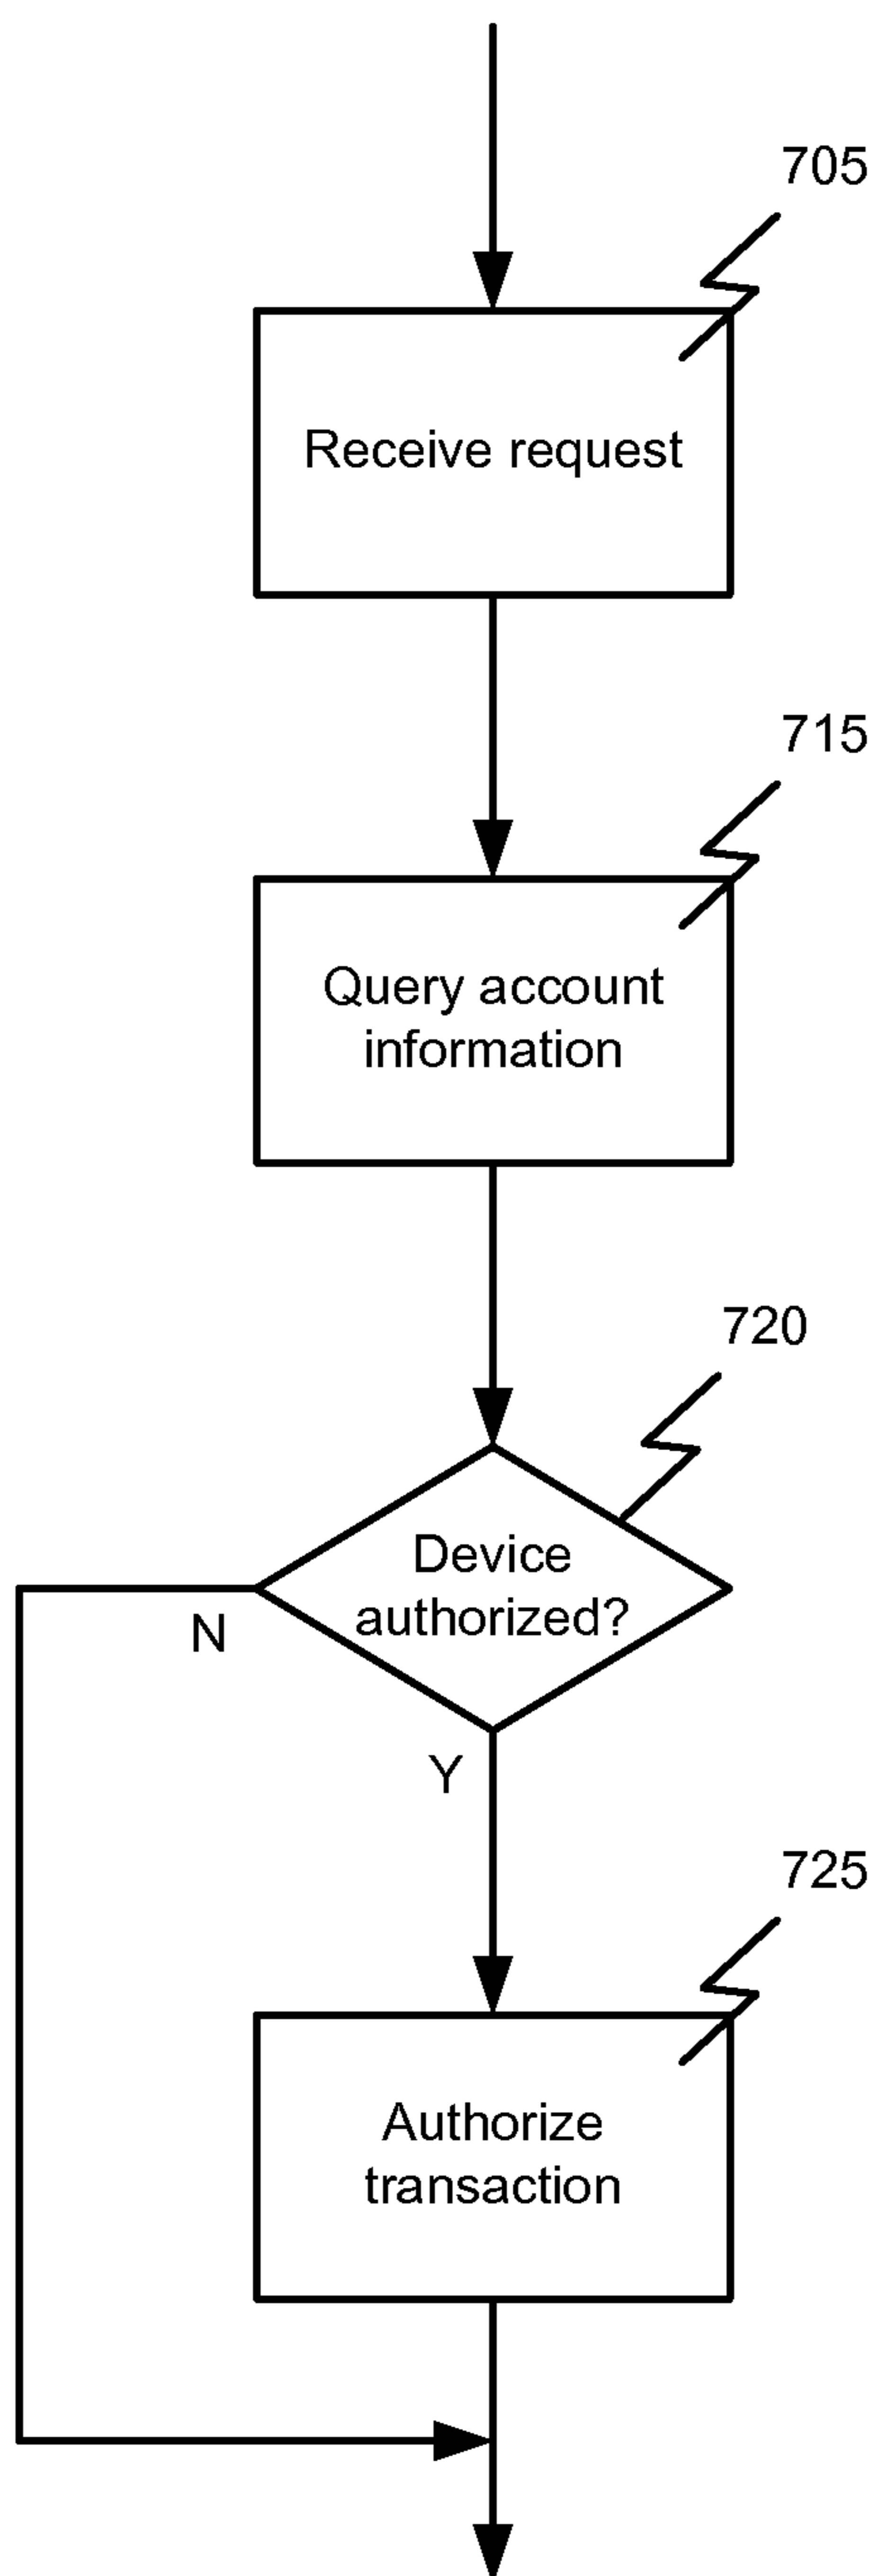 705
Receive request
715
Query account
information
720
Device
authorized?
N
Y
725
Authorize
transaction